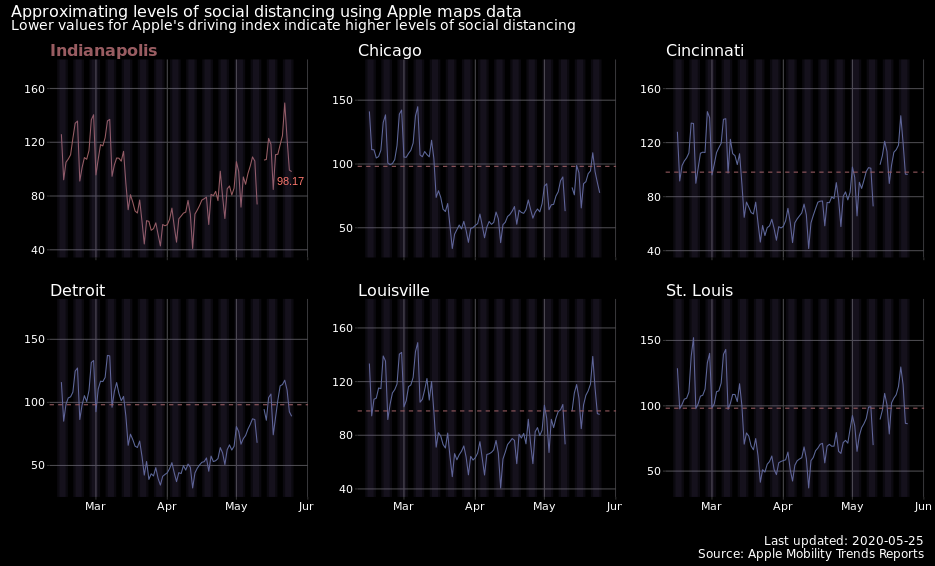 Approximating levels of social distancing using Apple maps data
Lower values for Apple's driving index indicate higher levels of social distancing
Indianapolis
160
120
80
40
98.17
Chicago
150
100
50
Cincinnati
160
120
80
40
Detroit
150
100
50
Mar Apr May Jun
Louisville
160
120
80
40
Mar Apr May Jun
St. Louis
150
100
50
Mar Apr May Jun
Last updated: 2020-05-25
Source: Apple Mobility Trends Reports